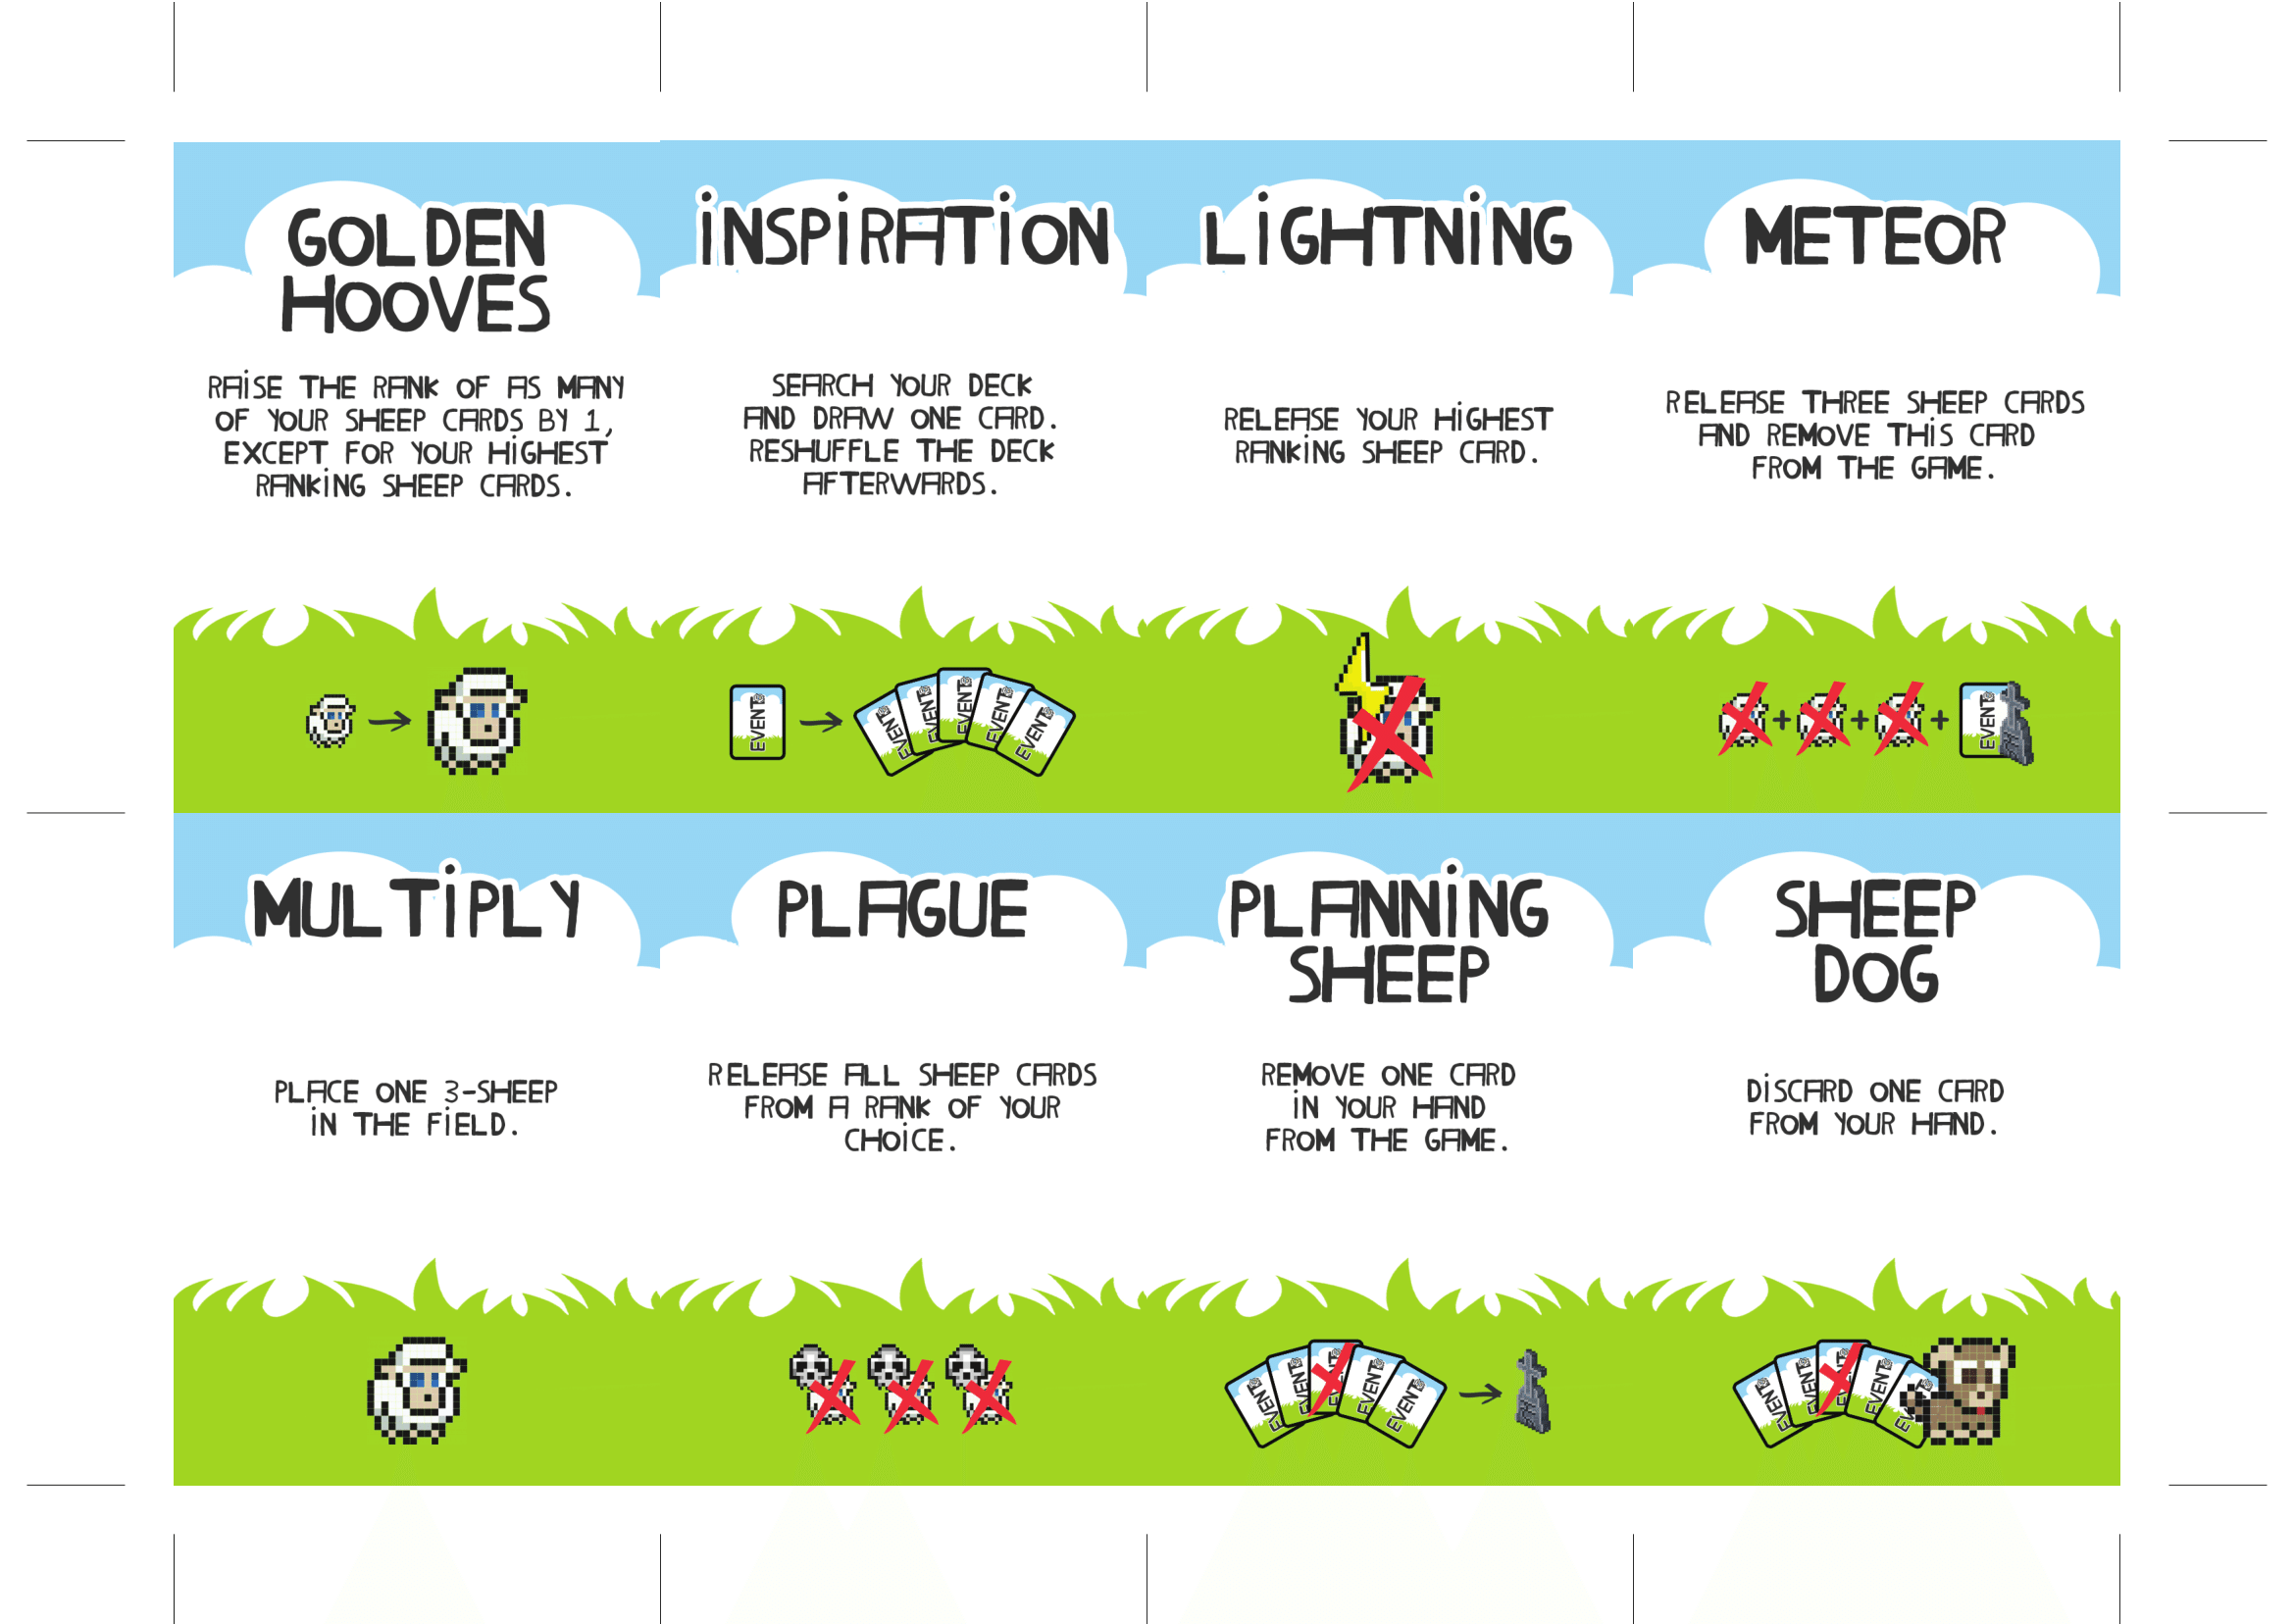 GOLDEN
HOOVES
RAISE THE RANK OF AS MANY
OF YOUR SHEEP CARDS BY 1,
EXCEPT FOR YOUR HIGHEST
RANKING SHEEP CARDS.
EVENT
EVENT
EVENT
EVENT
EVENT
EVENT
INSPIRATION
SEARCH YOUR DECK
AND DRAW ONE CARD.
RESHUFFLE THE DECK
AFTERWARDS.
LIGHTNING
RELEASE YOUR HIGHEST
RANKING SHEEP CARD.
METEOR
RELEASE THREE SHEEP CARDS
AND REMOVE THIS CARD
FROM THE GAME.
+
+
+
EVENT
MULTIPLY
PLACE ONE 3-SHEEP
IN THE FIELD.
PLAGUE
RELEASE ALL SHEEP CARDS
FROM A RANK OF YOUR
CHOICE.
PLANNING
SHEEP
REMOVE ONE CARD
IN YOUR HAND
FROM THE GAME.
EVENT
EVENT
EVENT
EVENT
SHEEP
DOG
DISCARD ONE CARD
FROM YOUR HAND.
EVENT
EVENT
EVENT